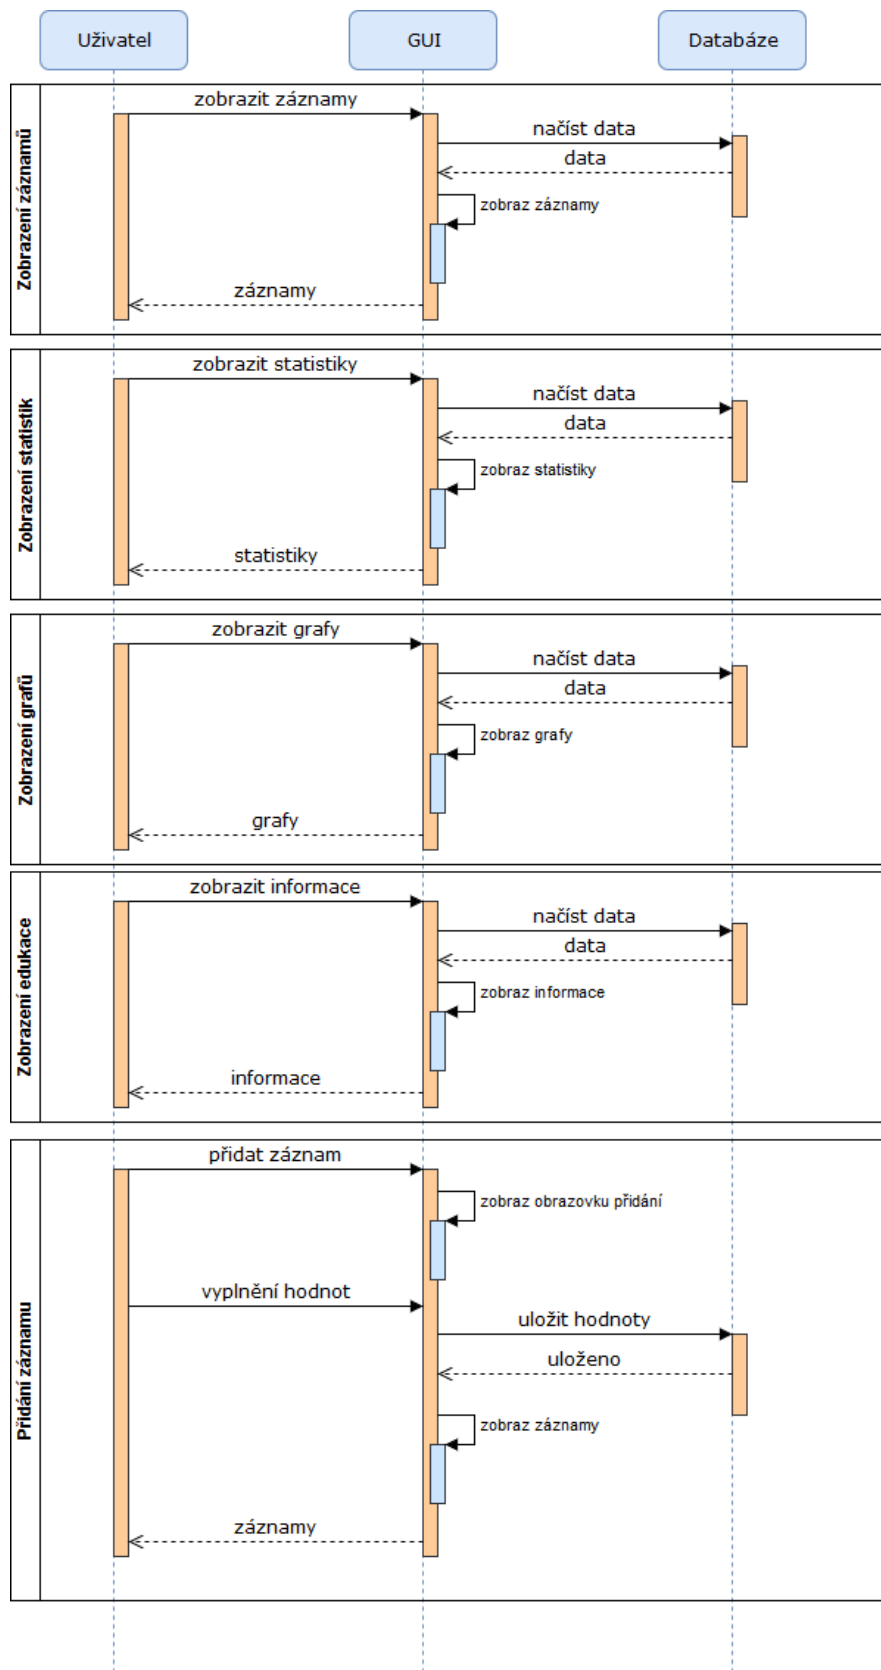 Uživatel
GUI
Databáze
Zobrazení záznamů
zobrazit záznamy
načíst data
data
zobraz záznamy
záznamy
Zobrazení statistik
zobrazit statistiky
načíst data
data
zobraz statistiky
statistiky
Zobrazení grafů
zobrazit grafy
načíst data
data
zobraz grafy
grafy
Zobrazení edukace
zobrazit informace
načíst data
data
zobraz informace
informace
Přidání záznamu
přidat záznam
zobraz obrazovku přidání
vyplnění hodnot
uložit hodnoty
uloženo
zobraz záznamy
záznamy